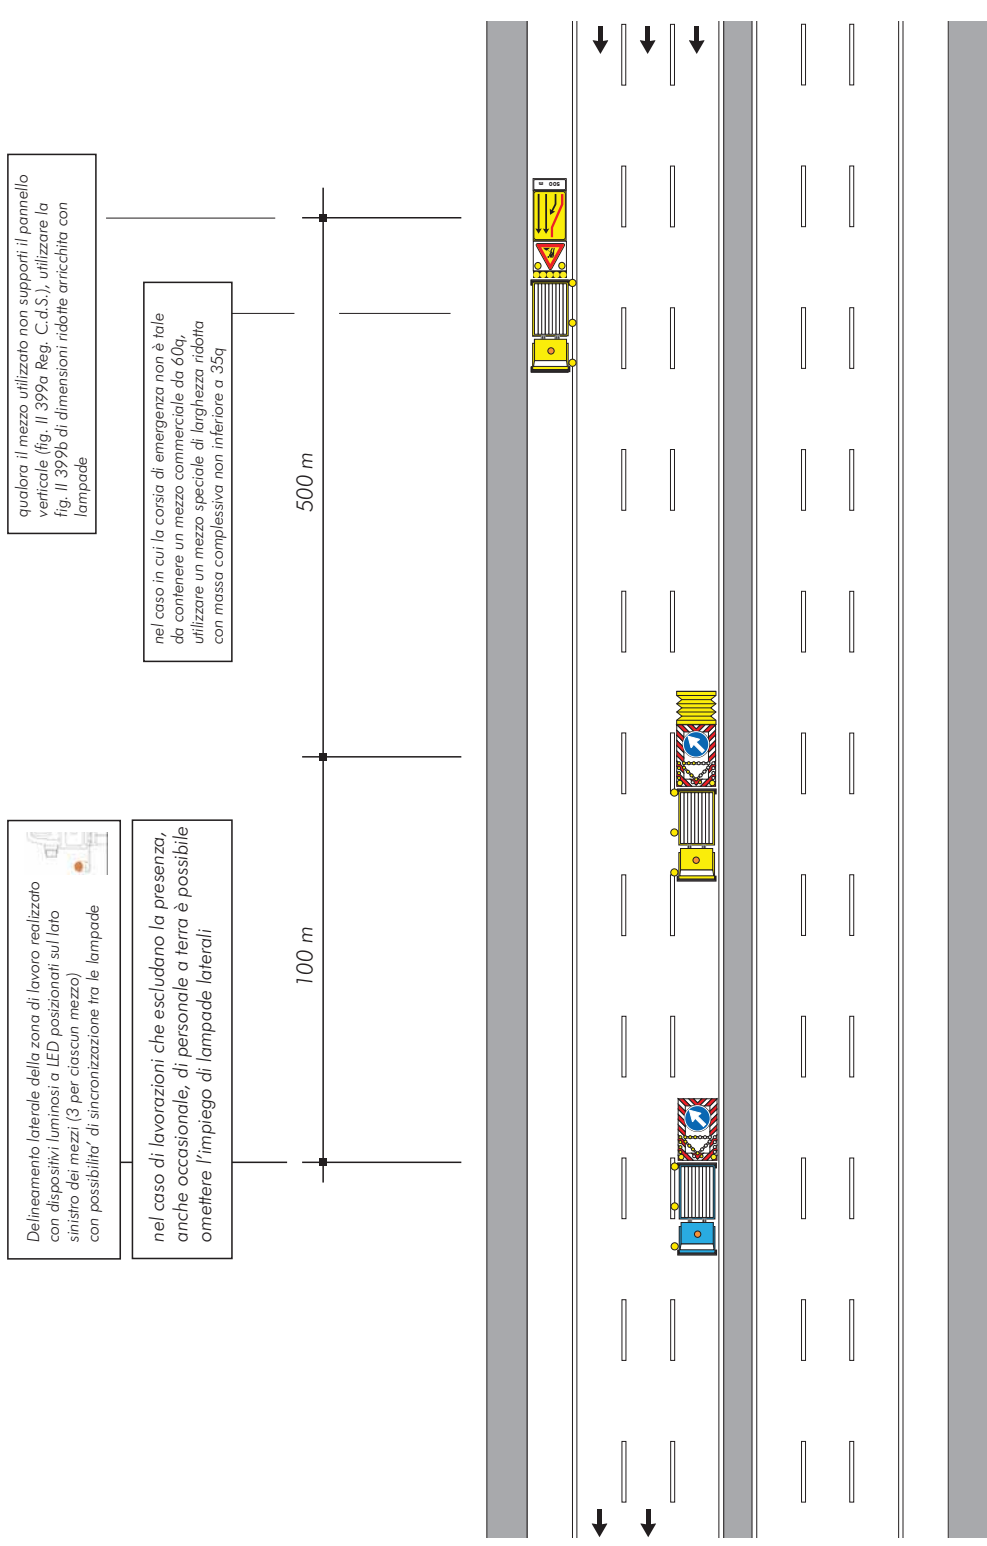 qualora il mezzo utilizzato non supporti il pannello
verticale (fig. II 399a Reg. C.d.S.), utilizzare la
fig. II 399b di dimensioni ridotte arricchita con
lampade
nel caso in cui la corsia di emergenza non è tale
da contenere un mezzo commerciale da 60q,
utilizzare un mezzo speciale di larghezza ridotta
con massa complessiva non inferiore a 35q
500 m
500 m
Delineamento laterale della zona di lavoro realizzato
con dispositivi luminosi a LED posizionati sul lato
sinistro dei mezzi (3 per ciascun mezzo)
con possibilita' di sincronizzazione tra le lampade
nel caso di lavorazioni che escludano la presenza,
anche occasionale, di personale a terra è possibile
omettere l'impiego di lampade laterali
100 m